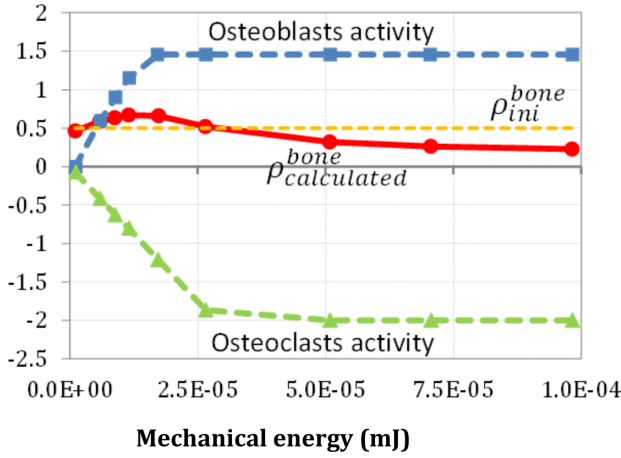 2
Osteoblasts activity
1.5
1
ρ_ini^bone
0.5
0
ρ_calculated^bone
-0.5
-1
-1.5
-2
Osteoclasts activity
-2.5
0.0E+00 2.5E-05 5.0E-05 7.5E-05 1.0E-04
Mechanical energy (mJ)